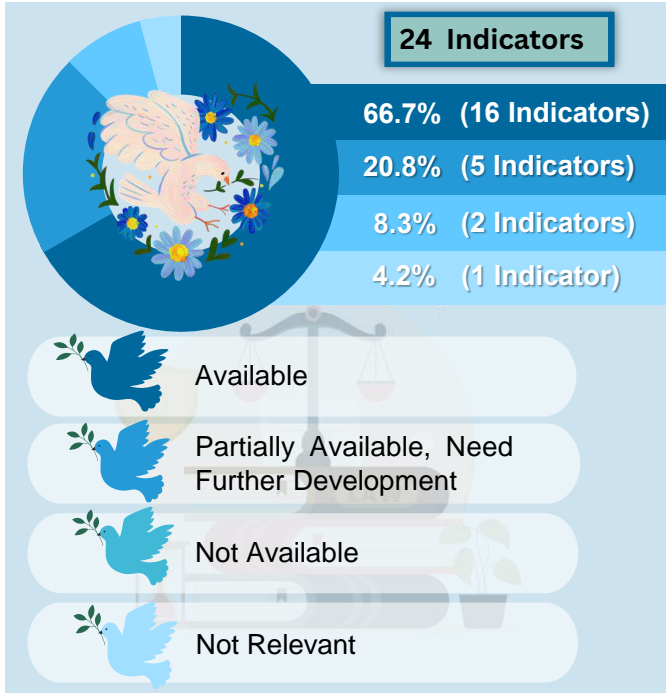 24 Indicators
66.7% (16 Indicators)
20.8% (5 Indicators)
8.3% (2 Indicators)
4.2% (1 Indicator)
Available
Partially Available, Need
Further Development
LAW
Not Available
Not Relevant